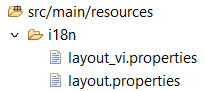 src/main/resources
i18n
layout_vi.properties
layout.properties